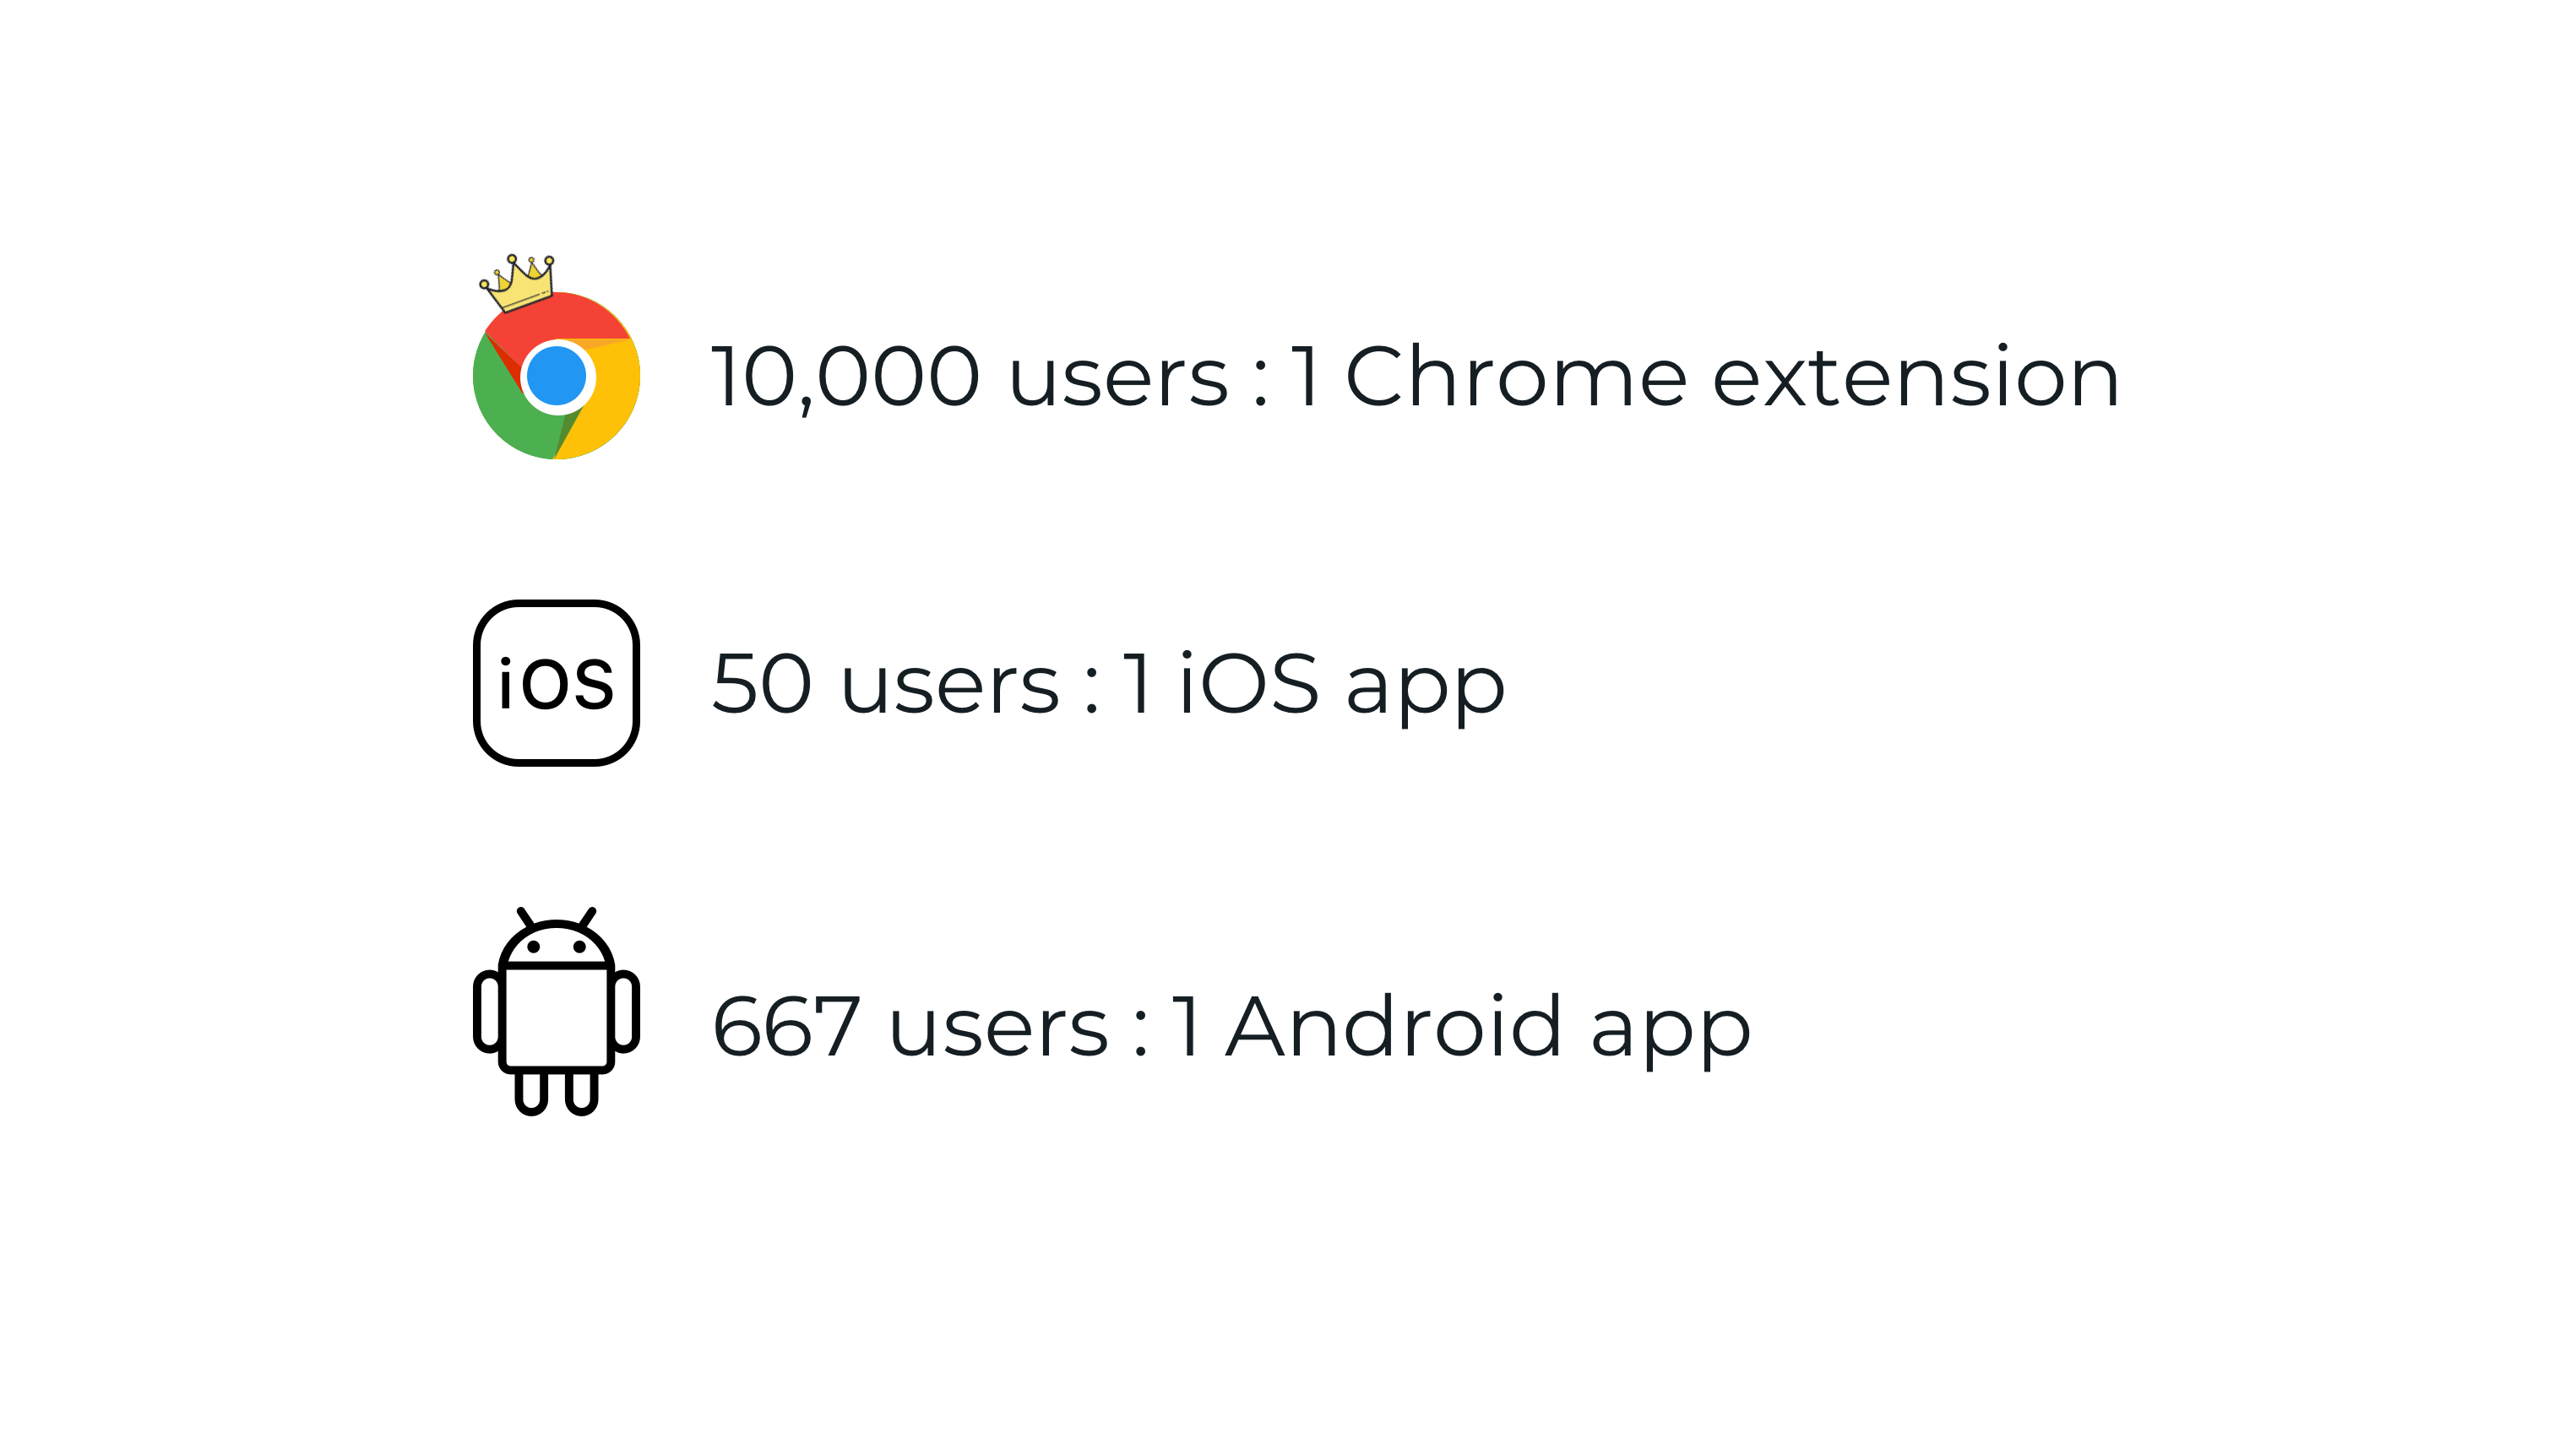 10,000 users : 1 Chrome extension
iOS
50 users : 1 iOS app
667 users : 1 Android app